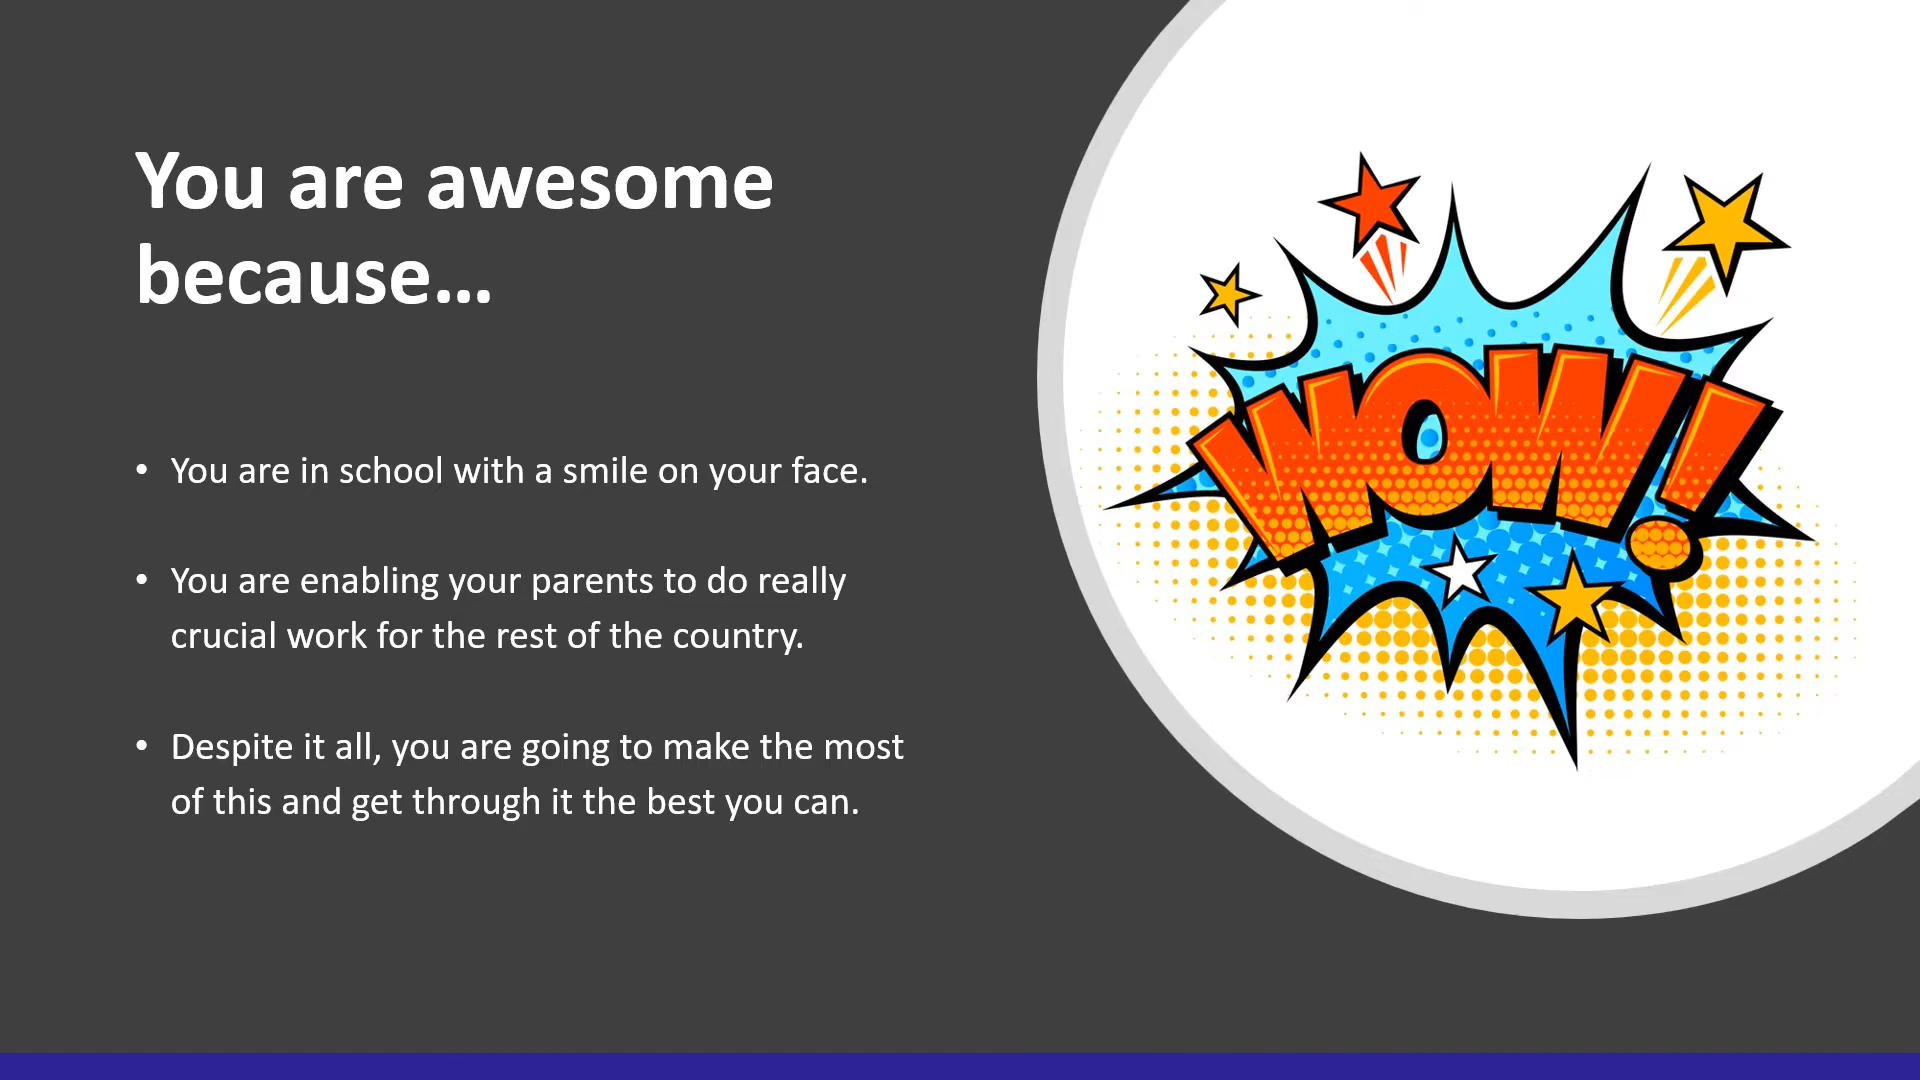 You are awesome
because...
• You are in school with a smile on your face.
• You are enabling your parents to do really
crucial work for the rest of the country.
• Despite it all, you are going to make the most
of this and get through it the best you can.
WOW!